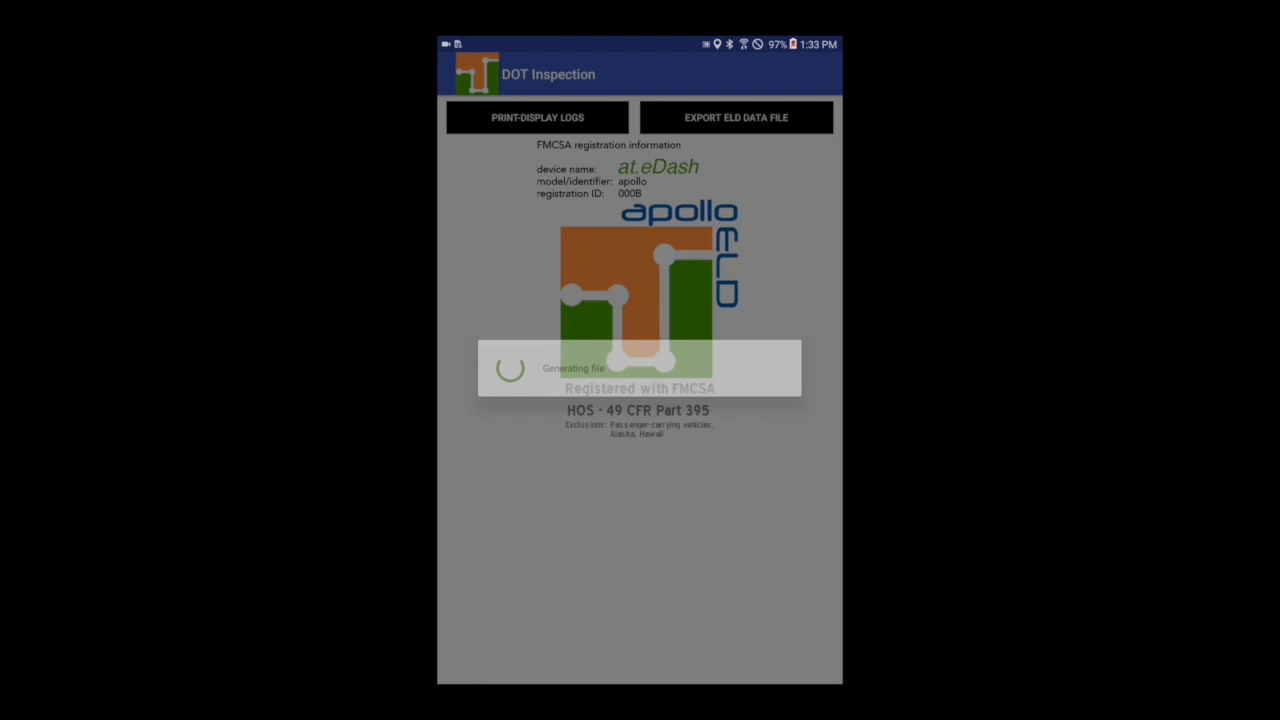 97% 1:33 PM
DOT Inspection
PRINT-DISPLAY LOGS EXPORT ELD DATA FILE
FMCSA registration information
device name: at.eDash
model/identifier: apollo
registration ID: 000B
apollo
ELD
Generating file
Registered with FMCSA
HOS - 49 CFR Part 395
Exclusions: Passenger-carrying vehicles,
Alaska, Hawaii